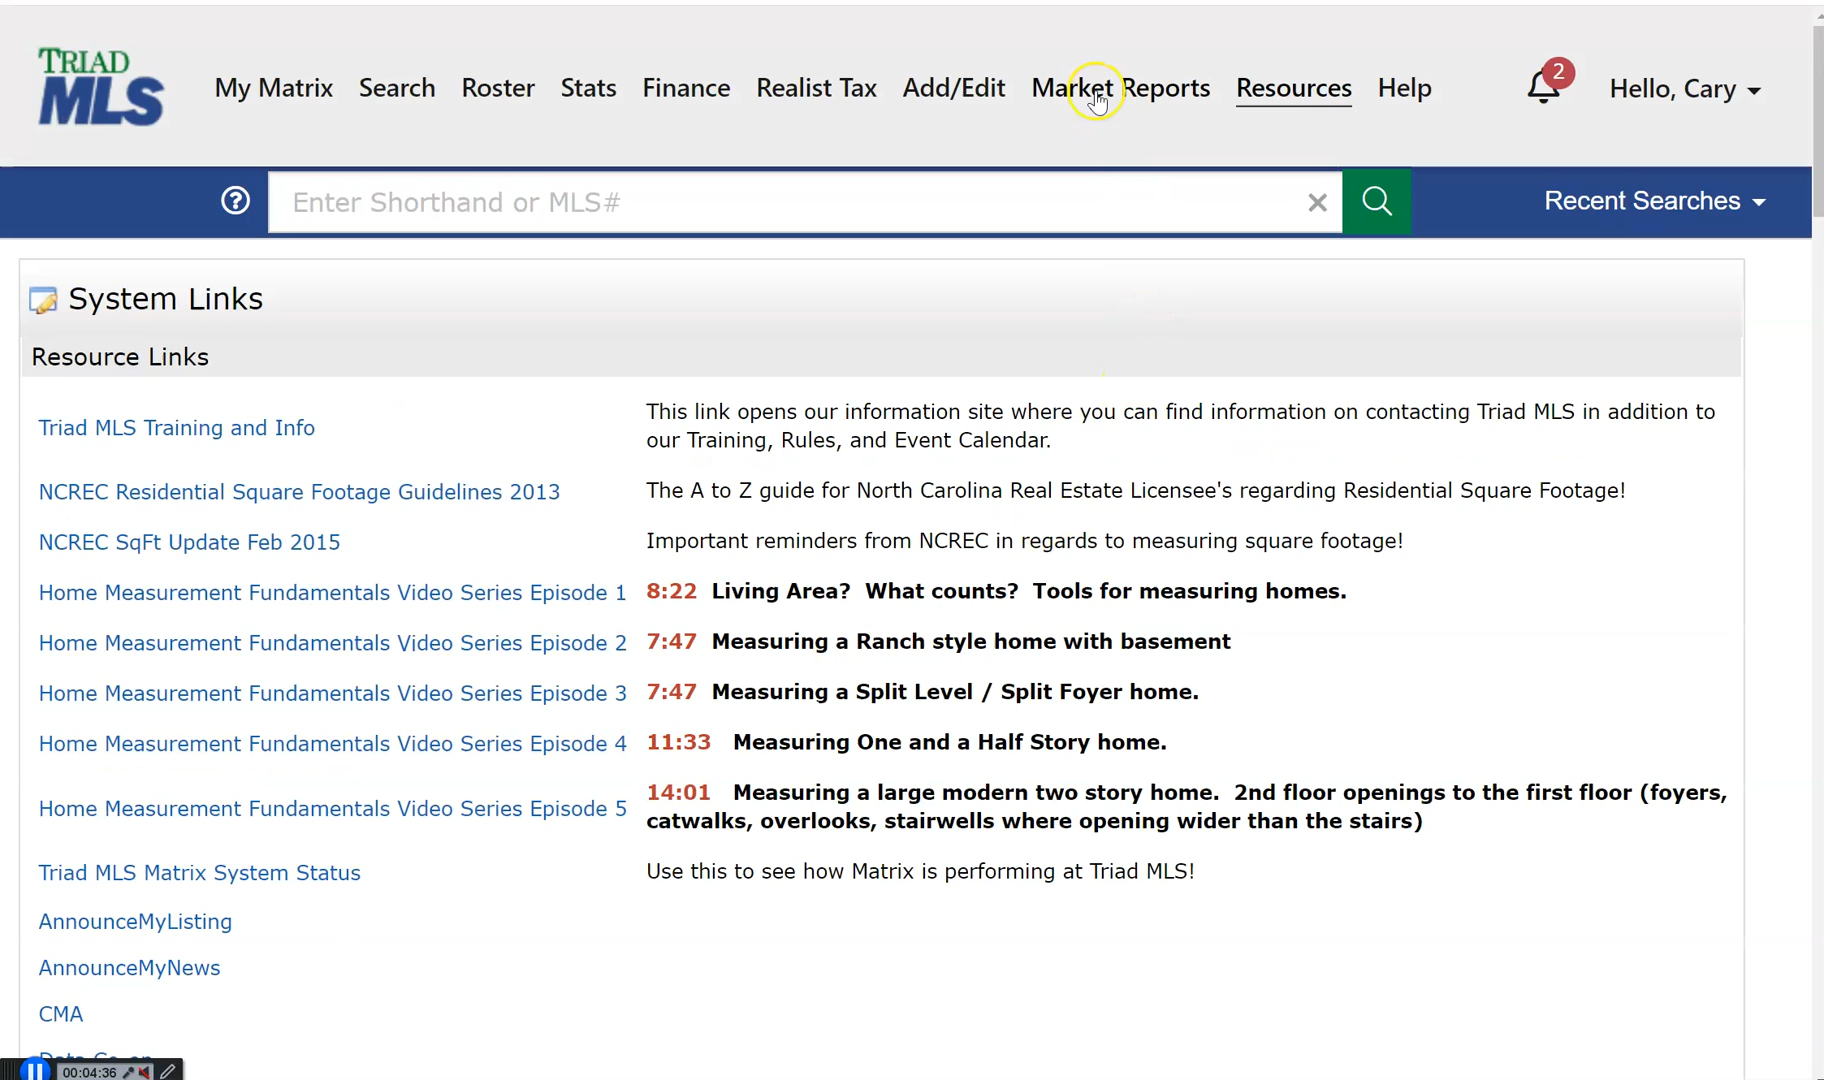 TRIAD
MLS
My Matrix Search Roster Stats Finance Realist Tax Add/Edit Market Reports Resources Help 2 Hello, Cary
Enter Shorthand or MLS# Recent Searches
System Links
Resource Links
Triad MLS Training and Info
This link opens our information site where you can find information on contacting Triad MLS in addition to
our Training, Rules, and Event Calendar.
NCREC Residential Square Footage Guidelines 2013 The A to Z guide for North Carolina Real Estate Licensee's regarding Residential Square Footage!
NCREC SqFt Update Feb 2015 Important reminders from NCREC in regards to measuring square footage!
Home Measurement Fundamentals Video Series Episode 1 8:22 Living Area? What counts? Tools for measuring homes.
Home Measurement Fundamentals Video Series Episode 2 7:47 Measuring a Ranch style home with basement
Home Measurement Fundamentals Video Series Episode 3 7:47 Measuring a Split Level / Split Foyer home.
Home Measurement Fundamentals Video Series Episode 4 11:33 Measuring One and a Half Story home.
Home Measurement Fundamentals Video Series Episode 5
14:01 Measuring a large modern two story home. 2nd floor openings to the first floor (foyers,
catwalks, overlooks, stairwells where opening wider than the stairs)
Triad MLS Matrix System Status Use this to see how Matrix is performing at Triad MLS!
AnnounceMyListing
AnnounceMyNews
CMA
00:04:36